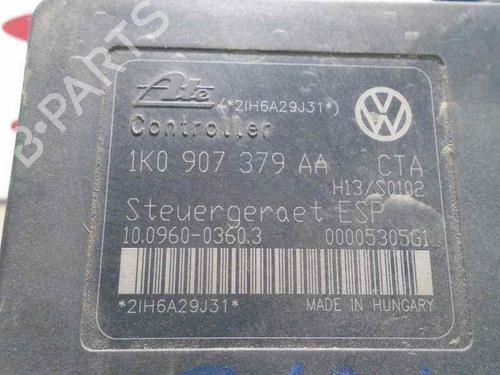 B-PARTS
Ate
(*2IH6A29J31*)
Controller
1K0 907 379 AA CTA
H13/S0102
Steuergeraet ESP
10.0960-0360.3 00005305G1
*2IH6A29J31* MADE IN HUNGARY